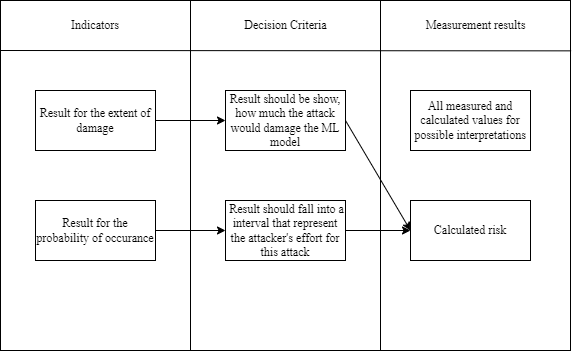 Indicators
Decision Criteria
Measurement results
Result for the extent of
damage
Result should be show,
how much the attack
would damage the ML
model
All measured and
calculated values for
possible interpretations
Result for the
probability of occurance
Result should fall into a
interval that represent
the attacker's effort for
this attack
Calculated risk